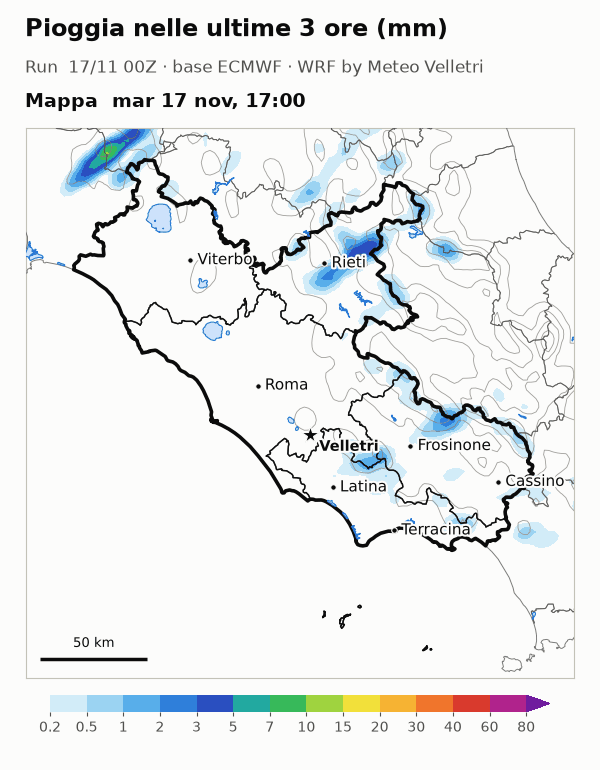 Pioggia nelle ultime 3 ore (mm)
Run  17/11 00Z · base ECMWF · WRF by Meteo Velletri
Mappa  mar 17 nov, 17:00
Viterbo
Rieti
Roma
Velletri
Frosinone
Latina
Cassino
Terracina
50 km
0.2 0.5 1 2 3 5 7 10 15 20 30 40 60 80